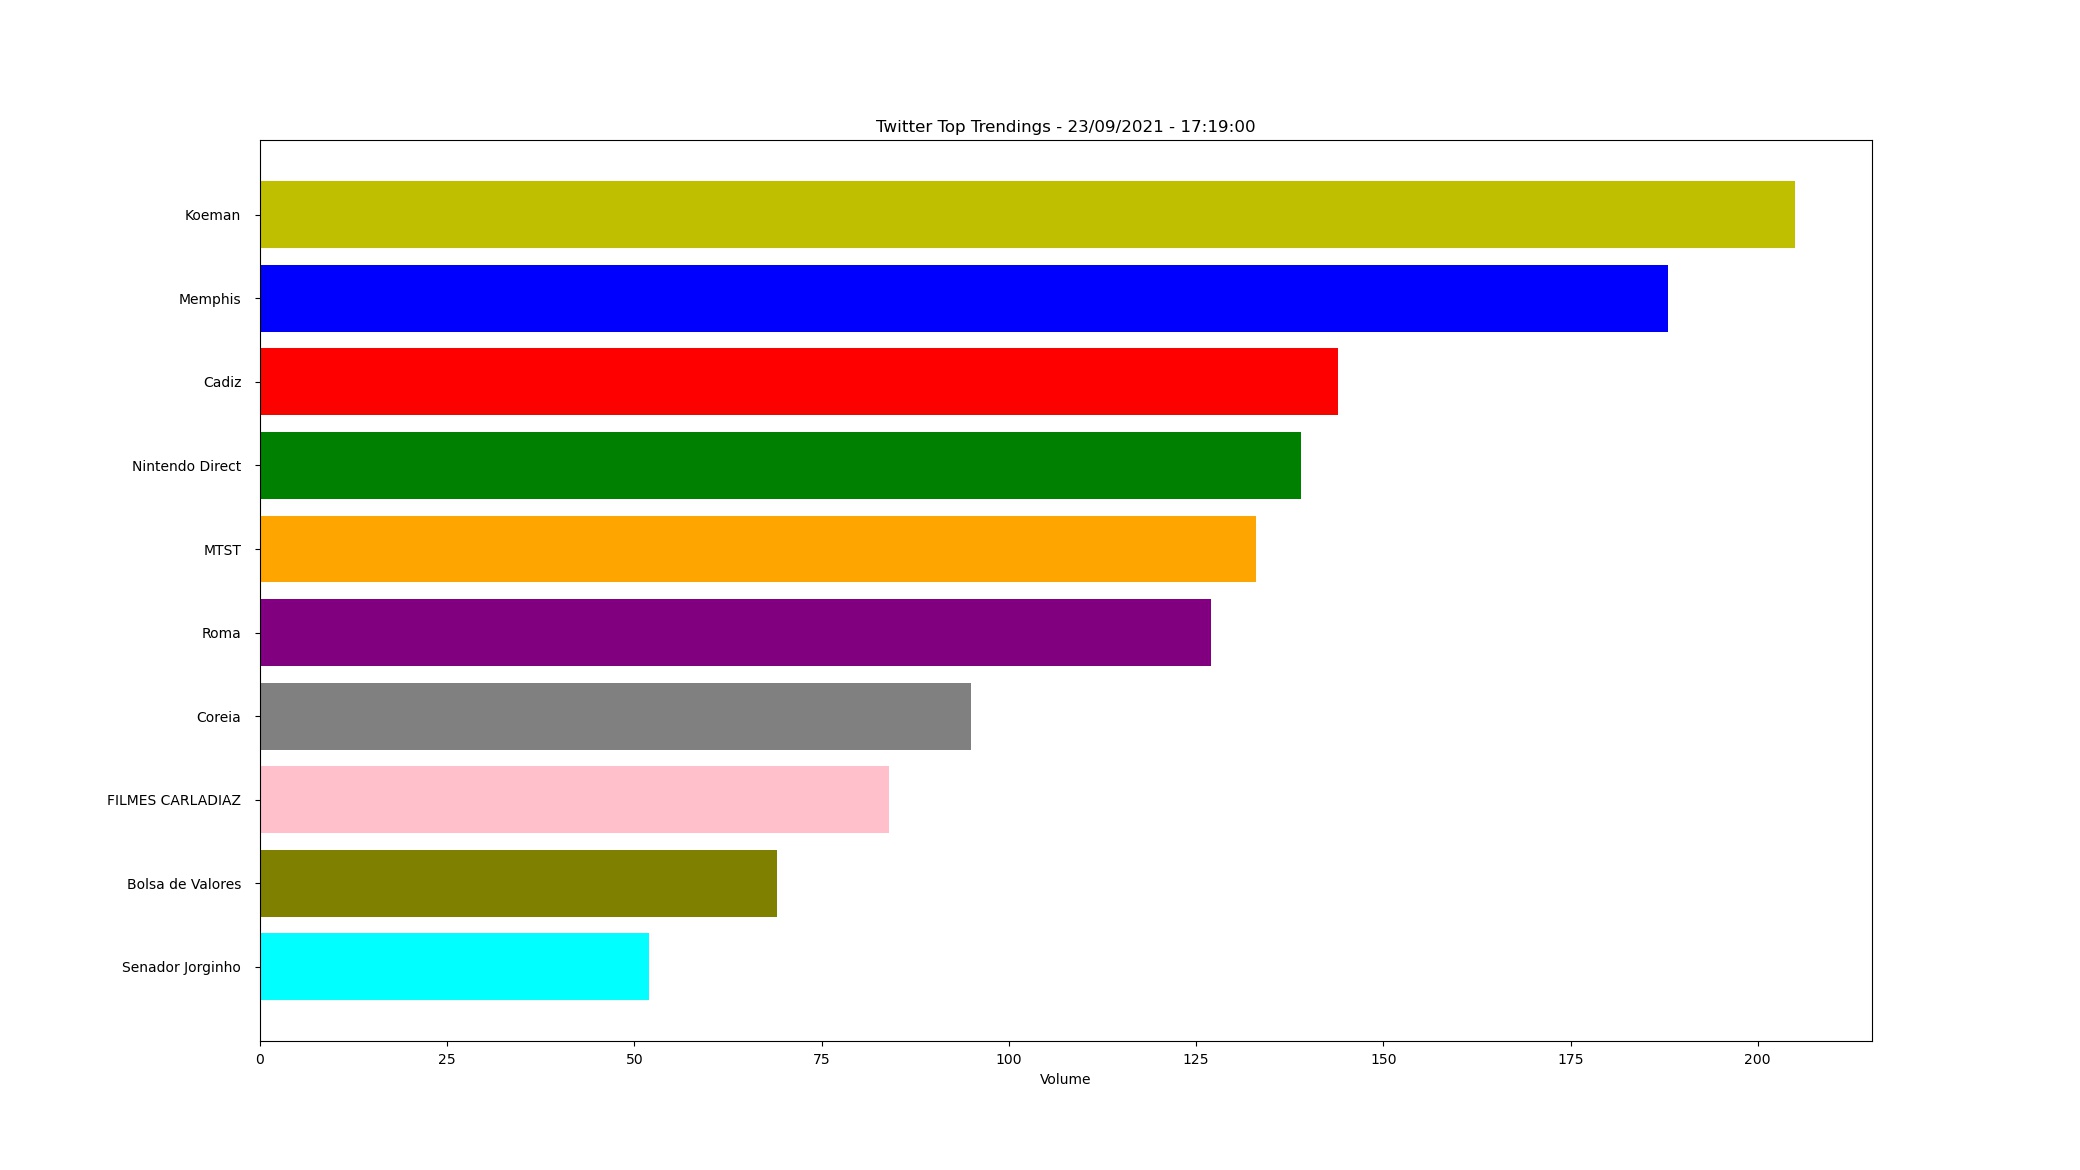 Twitter Top Trendings - 23/09/2021 - 17:19:00
Koeman
Memphis
Cadiz
Nintendo Direct
MTST
Roma
Coreia
FILMES CARLADIAZ
Bolsa de Valores
Senador Jorginho
0 25 50 75 100 125 150 175 200
Volume